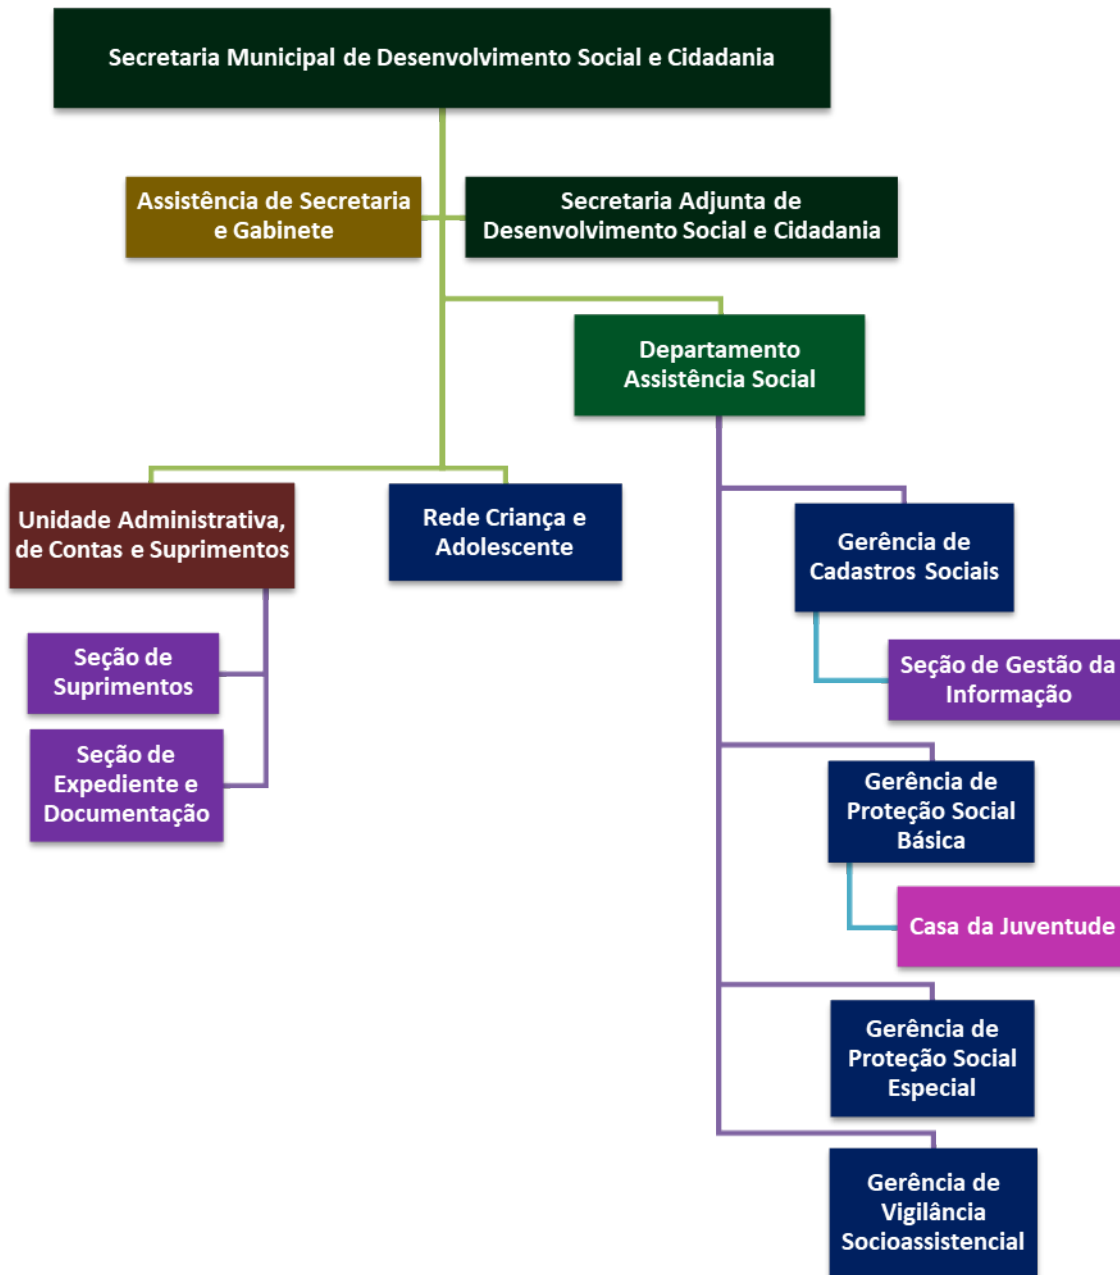 Secretaria Municipal de Desenvolvimento Social e Cidadania
Assistência de Secretaria
e Gabinete
Secretaria Adjunta de
Desenvolvimento Social e Cidadania
Departamento
Assistência Social
Unidade Administrativa,
de Contas e Suprimentos
Rede Criança e
Adolescente
Gerência de
Cadastros Sociais
Seção de
Suprimentos
Seção de Gestão da
Informação
Seção de
Expediente e
Documentação
Gerência de
Proteção Social
Básica
Casa da Juventude
Gerência de
Proteção Social
Especial
Gerência de
Vigilância
Socioassistencial